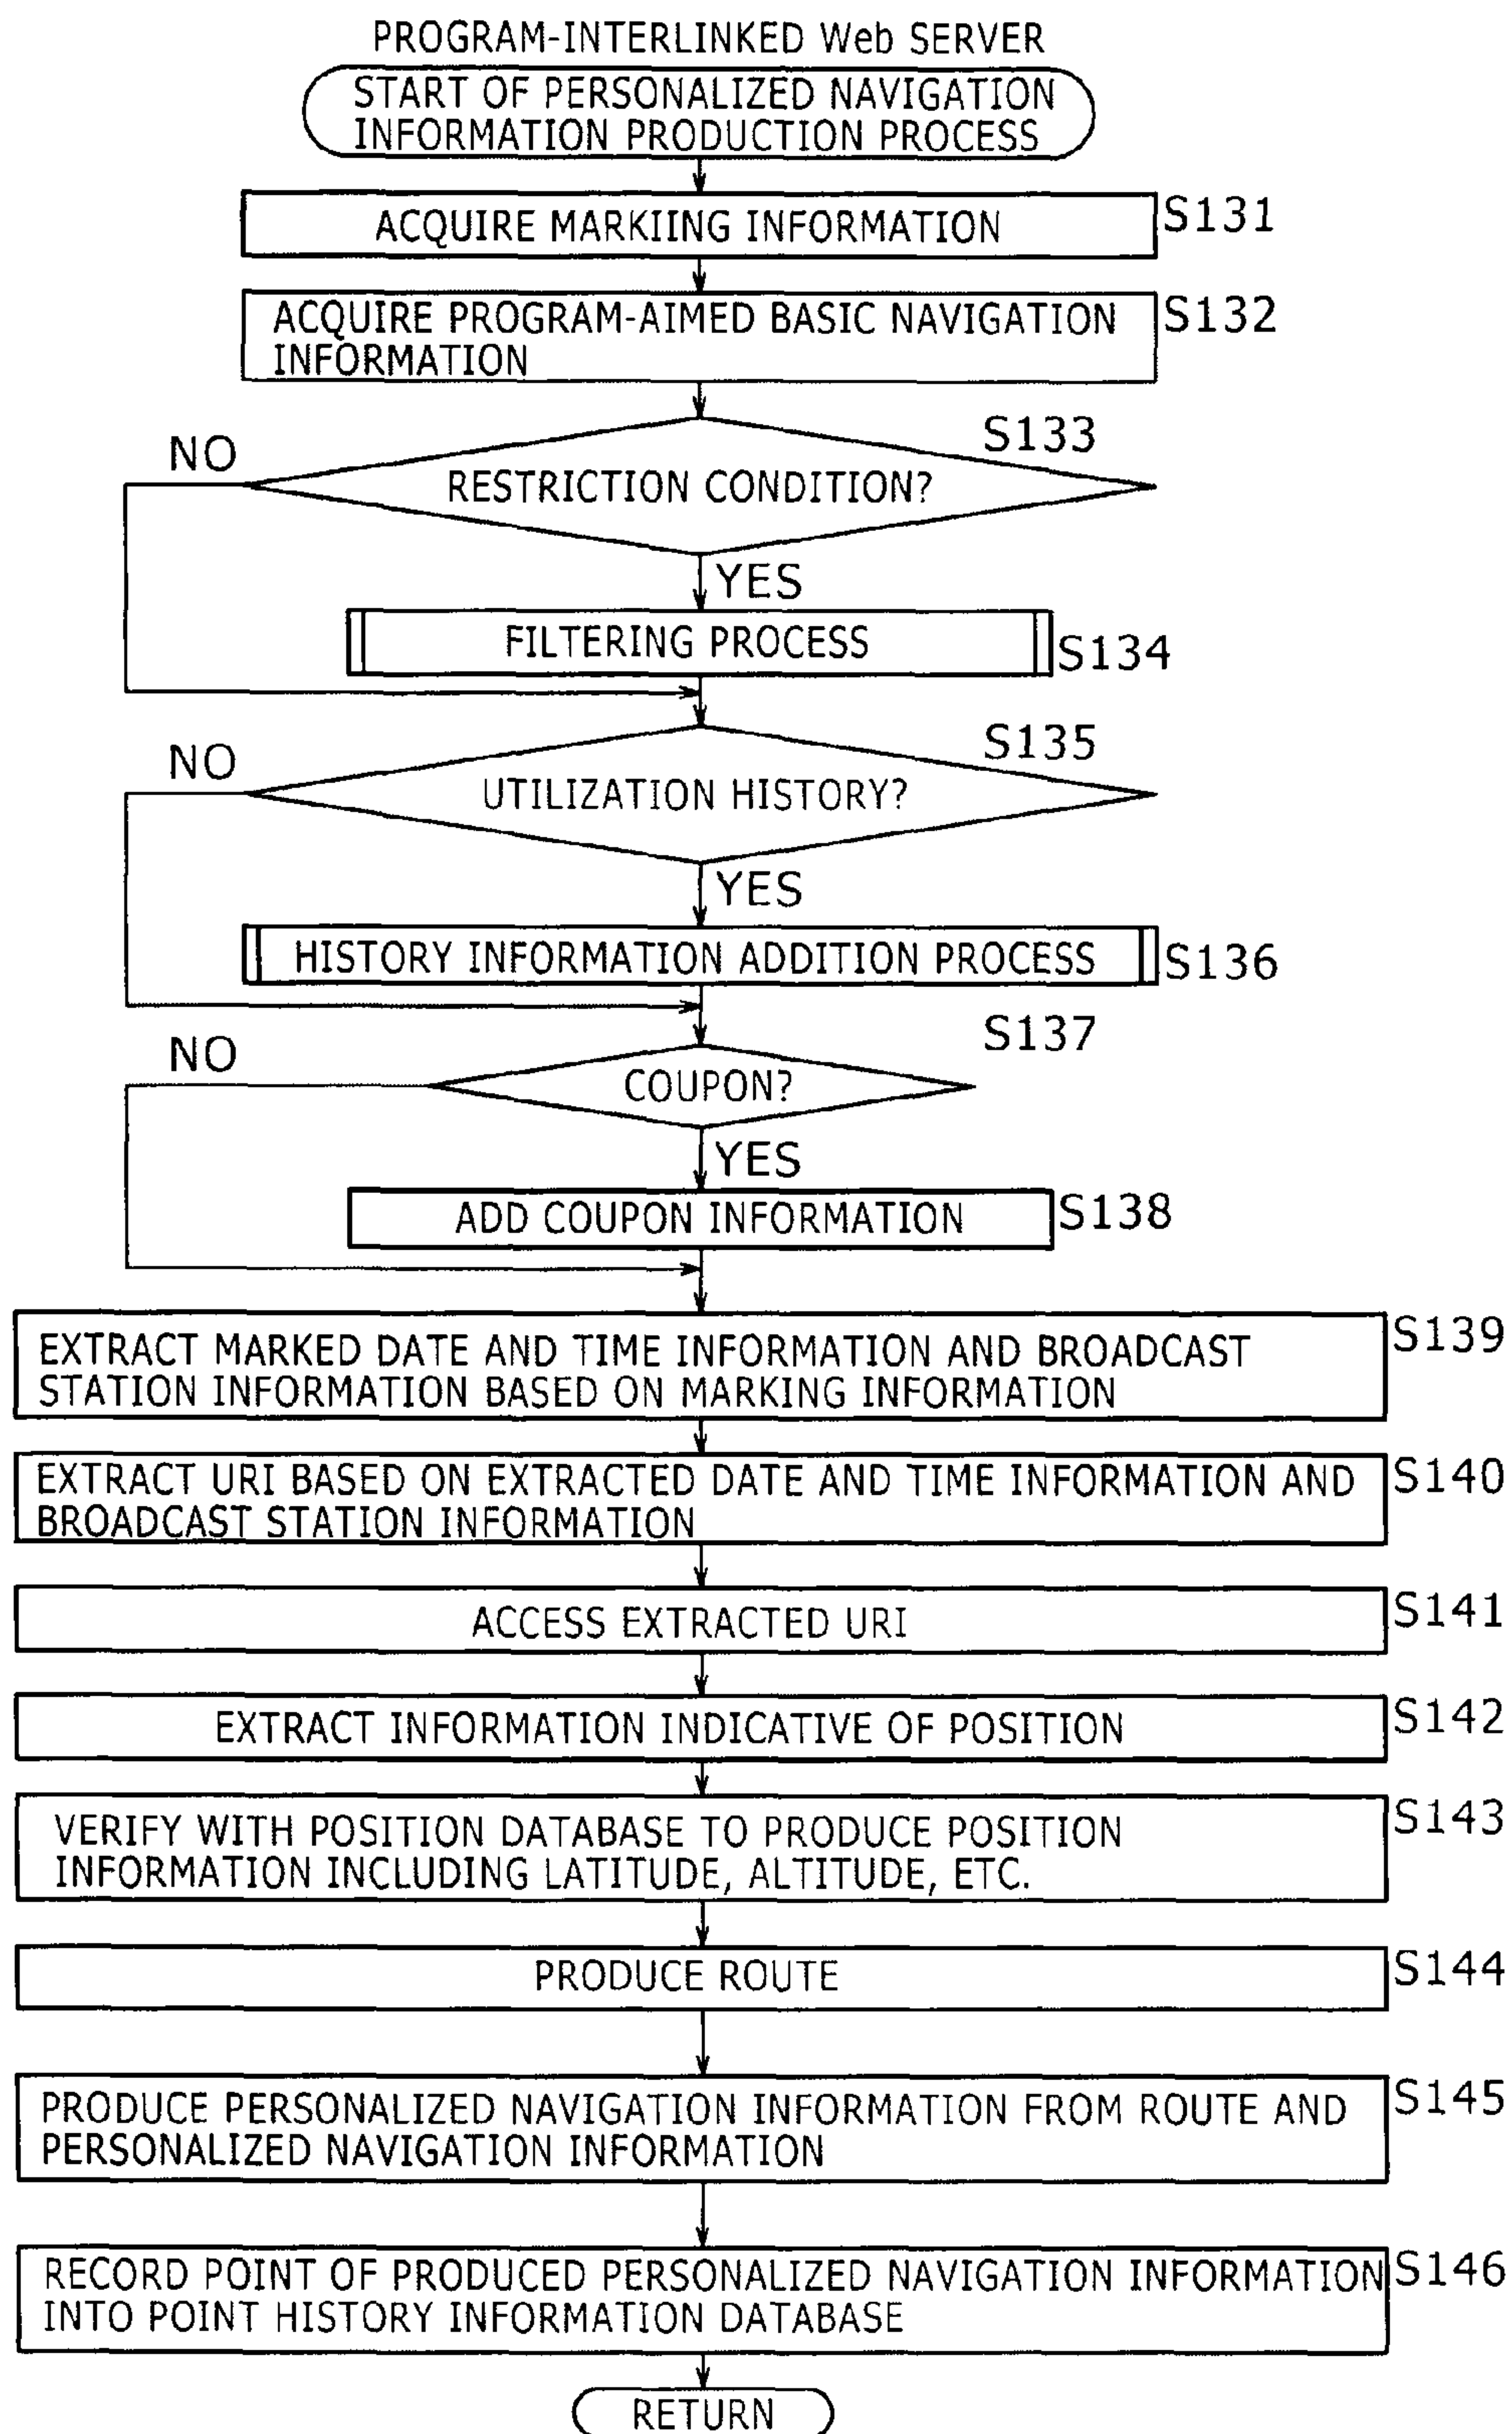 PROGRAM-INTERLINKED Web SERVER
START OF PERSONALIZED NAVIGATION
INFORMATION PRODUCTION PROCESS
ACQUIRE MARKIING INFORMATION
S131
ACQUIRE PROGRAM-AIMED BASIC NAVIGATION
INFORMATION
S132
S133
NO
RESTRICTION CONDITION?
YES
FILTERING PROCESS
S134
S135
NO
UTILIZATION HISTORY?
YES
HISTORY INFORMATION ADDITION PROCESS
S136
S137
NO
COUPON?
YES
ADD COUPON INFORMATION
S138
EXTRACT MARKED DATE AND TIME INFORMATION AND BROADCAST
STATION INFORMATION BASED ON MARKING INFORMATION
S139
EXTRACT URI BASED ON EXTRACTED DATE AND TIME INFORMATION AND
BROADCAST STATION INFORMATION
S140
ACCESS EXTRACTED URI
S141
EXTRACT INFORMATION INDICATIVE OF POSITION
S142
VERIFY WITH POSITION DATABASE TO PRODUCE POSITION
INFORMATION INCLUDING LATITUDE, ALTITUDE, ETC.
S143
PRODUCE ROUTE
S144
PRODUCE PERSONALIZED NAVIGATION INFORMATION FROM ROUTE AND
PERSONALIZED NAVIGATION INFORMATION
S145
RECORD POINT OF PRODUCED PERSONALIZED NAVIGATION INFORMATION
INTO POINT HISTORY INFORMATION DATABASE
S146
RETURN